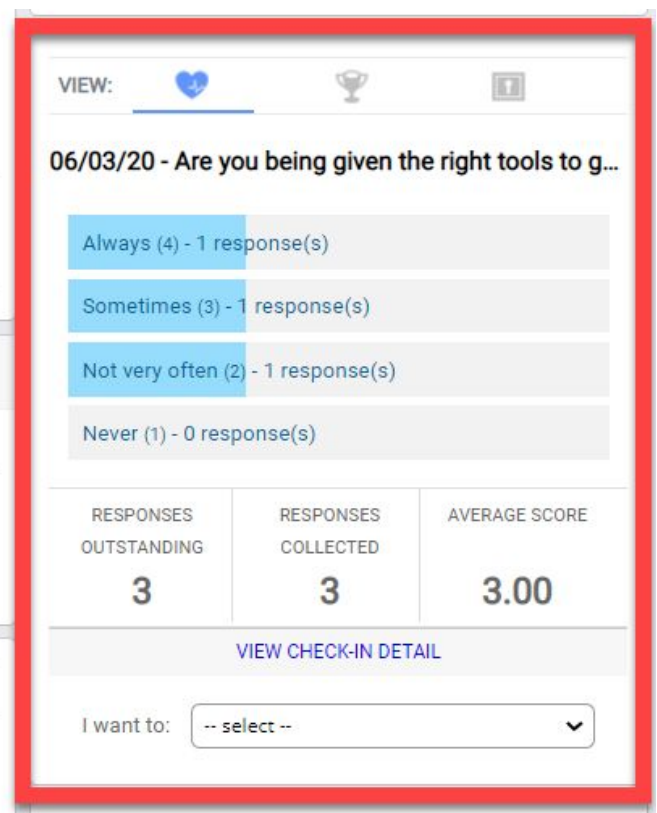 VIEW:
06/03/20 - Are you being given the right tools to g...
Always (4) - 1 response(s)
Sometimes (3) - 1 response(s)
Not very often (2) - 1 response(s)
Never (1) - 0 response(s)
RESPONSES OUTSTANDING
3
RESPONSES COLLECTED
3
AVERAGE SCORE
3.00
VIEW CHECK-IN DETAIL
I want to: -- select --